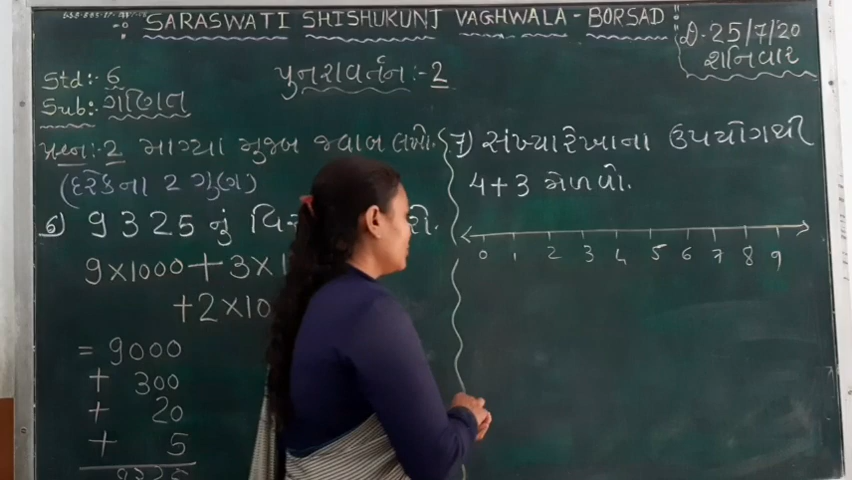 SARASWATI SHISHUKUNJ VAGHWALA - BORSAD
તા. 25/7/20
શનિવાર
Std:- 6
Sub:- ગણિત
પુનરાવર્તન :- 2
પ્રશ્ન :- 2 માગ્યા મુજબ જવાબ લખો.
(દરેકના 2 ગુણ)
6) 9325 નું
9×1000 + 3×1
+ 2×10
= 9000
+ 300
+ 20
+ 5
9325
7) સંખ્યારેખાના ઉપયોગથી
4+3 મેળવો.
0 1 2 3 4 5 6 7 8 9